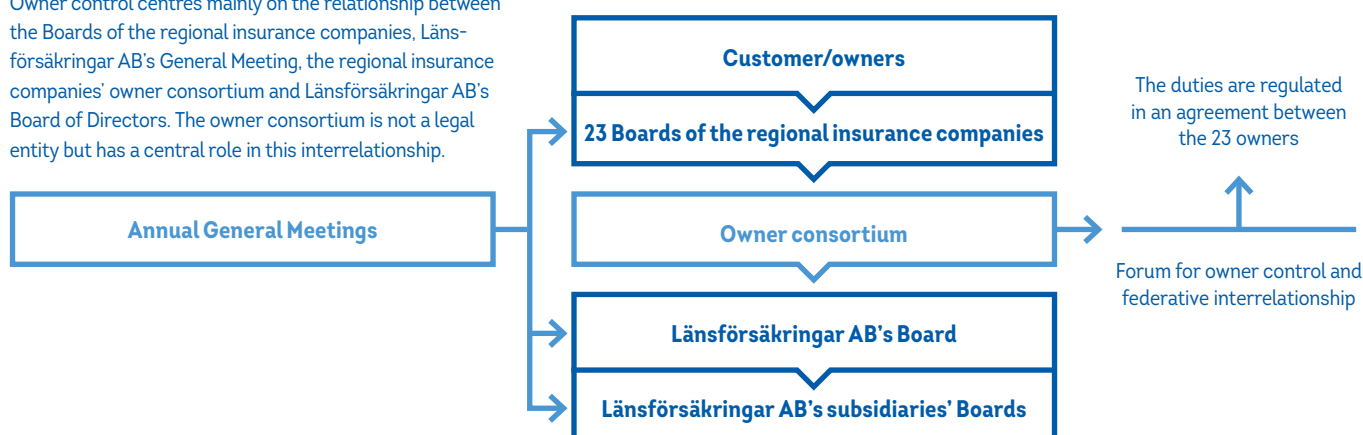 Owner control centres mainly on the relationship between
the Boards of the regional insurance companies, Läns-
försäkringar AB's General Meeting, the regional insurance
companies' owner consortium and Länsförsäkringar AB's
Board of Directors. The owner consortium is not a legal
entity but has a central role in this interrelationship.
Annual General Meetings
Customer/owners
23 Boards of the regional insurance companies
Owner consortium
Länsförsäkringar AB's Board
Länsförsäkringar AB's subsidiaries' Boards
The duties are regulated
in an agreement between
the 23 owners
Forum for owner control and
federative interrelationship